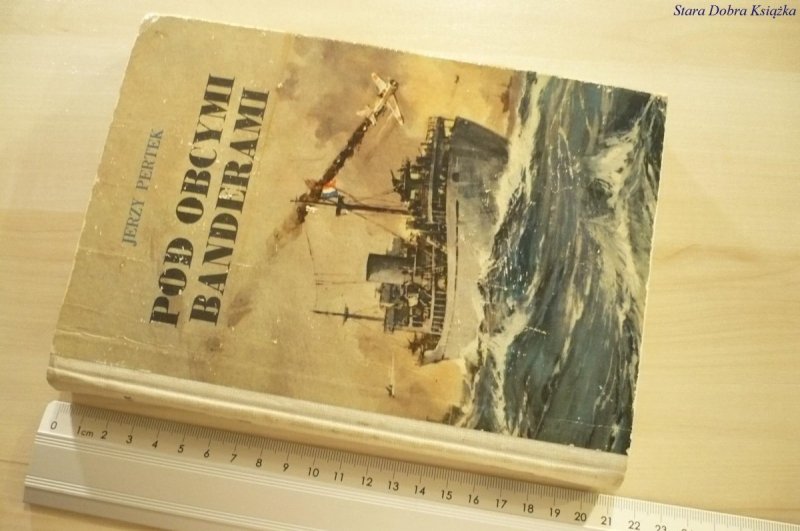 Stara Dobra Książka
JERZY PERTEK
POD OBCYMI
BANDERAMI
0 1cm 2 3 4 5 6 7 8 9 10 11 12 13 14 15 16 17 18 19 20 21 22 23